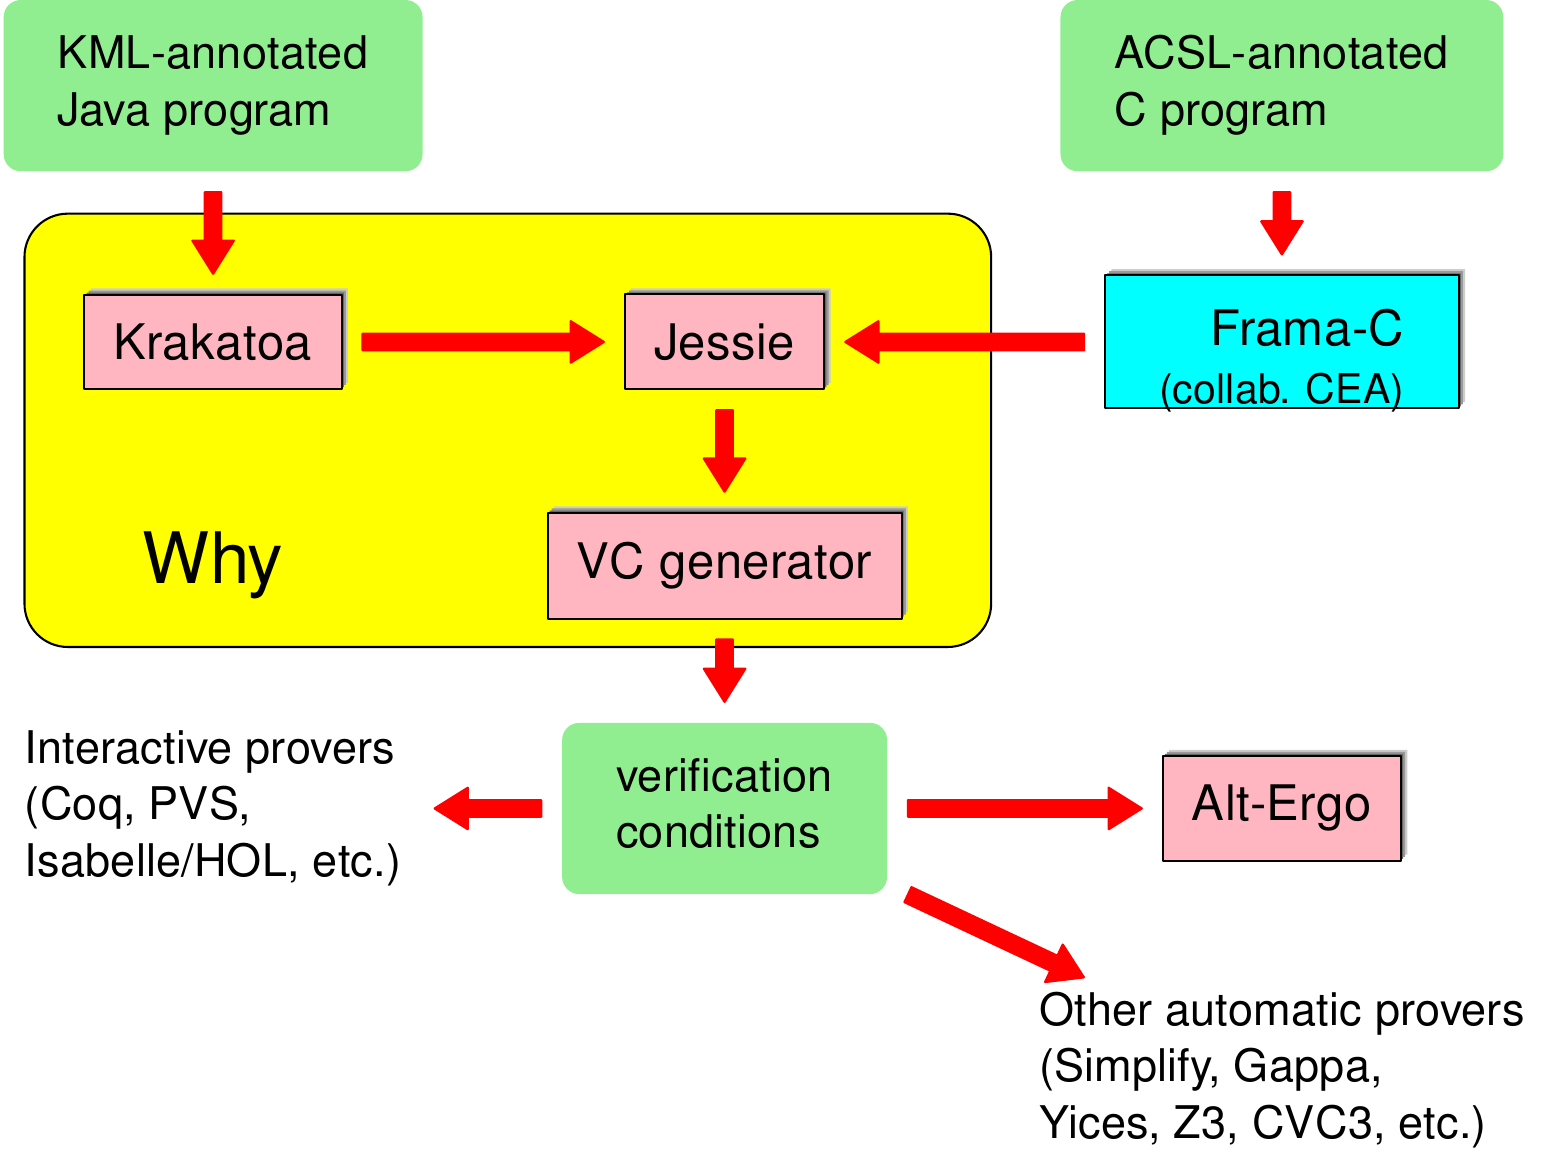 KML-annotated
Java program
ACSL-annotated
C program
Krakatoa
Jessie
Frama-C
(collab. CEA)
Why
VC generator
Interactive provers
(Coq, PVS,
Isabelle/HOL, etc.)
verification
conditions
Alt-Ergo
Other automatic provers
(Simplify, Gappa,
Yices, Z3, CVC3, etc.)